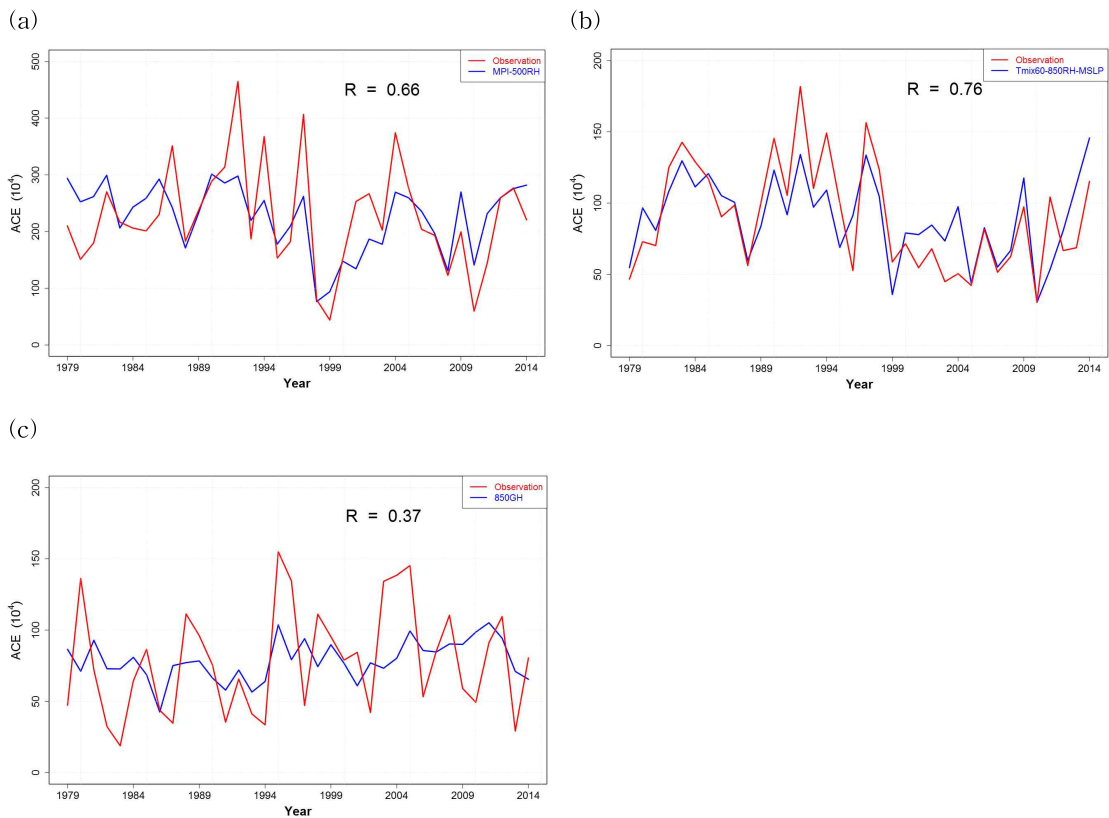 (a)
Observation
MPI-500RH
R = 0.66
ACE (10⁴)
500
400
300
200
100
0
1979 1984 1989 1994 1999 2004 2009 2014
Year
(b)
Observation
Tmix60-850RH-MSLP
R = 0.76
ACE (10⁴)
200
150
100
50
0
1979 1984 1989 1994 1999 2004 2009 2014
Year
(c)
Observation
850GH
R = 0.37
ACE (10⁴)
200
150
100
50
0
1979 1984 1989 1994 1999 2004 2009 2014
Year